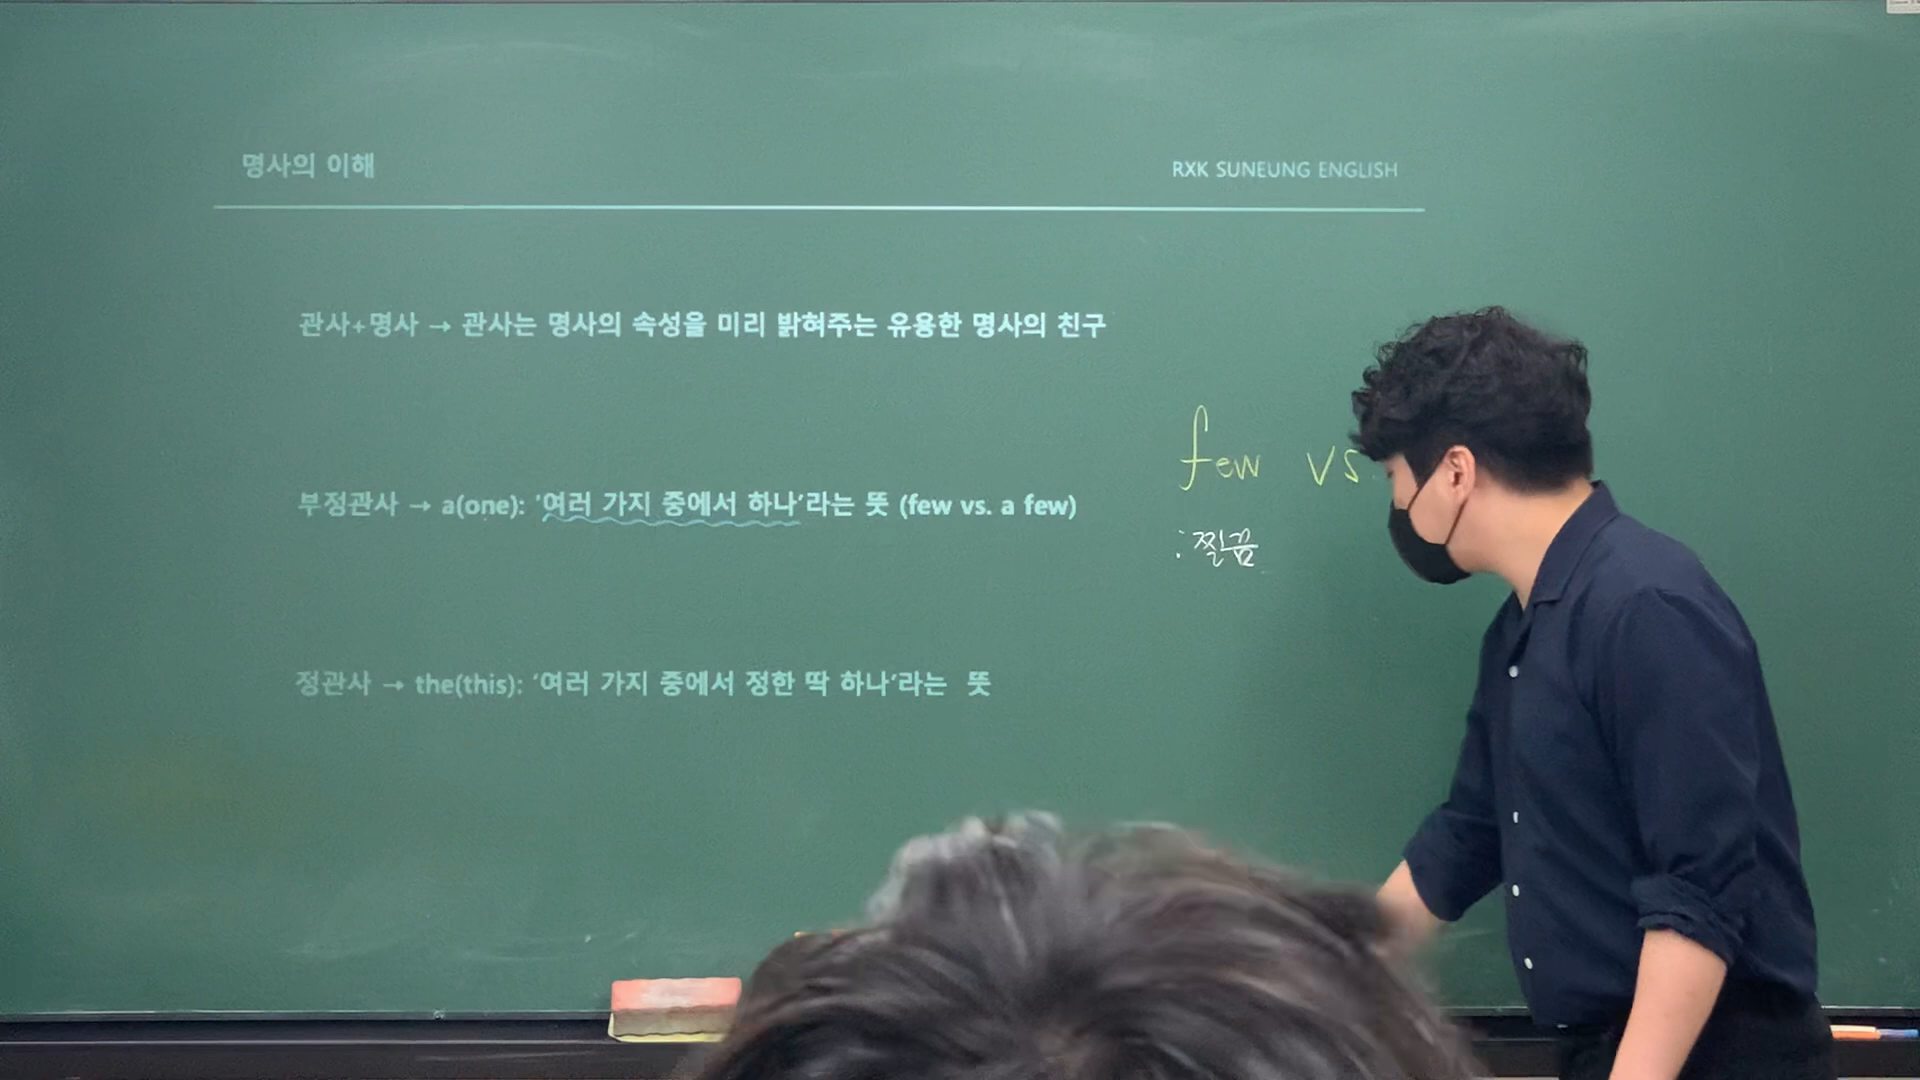 명사의 이해
RXK SUNEUNG ENGLISH
관사+명사 → 관사는 명사의 속성을 미리 밝혀주는 유용한 명사의 친구
few vs.
부정관사 → a(one): '여러 가지 중에서 하나'라는 뜻 (few vs. a few)
: 찔끔
정관사 → the(this): '여러 가지 중에서 정한 딱 하나'라는 뜻